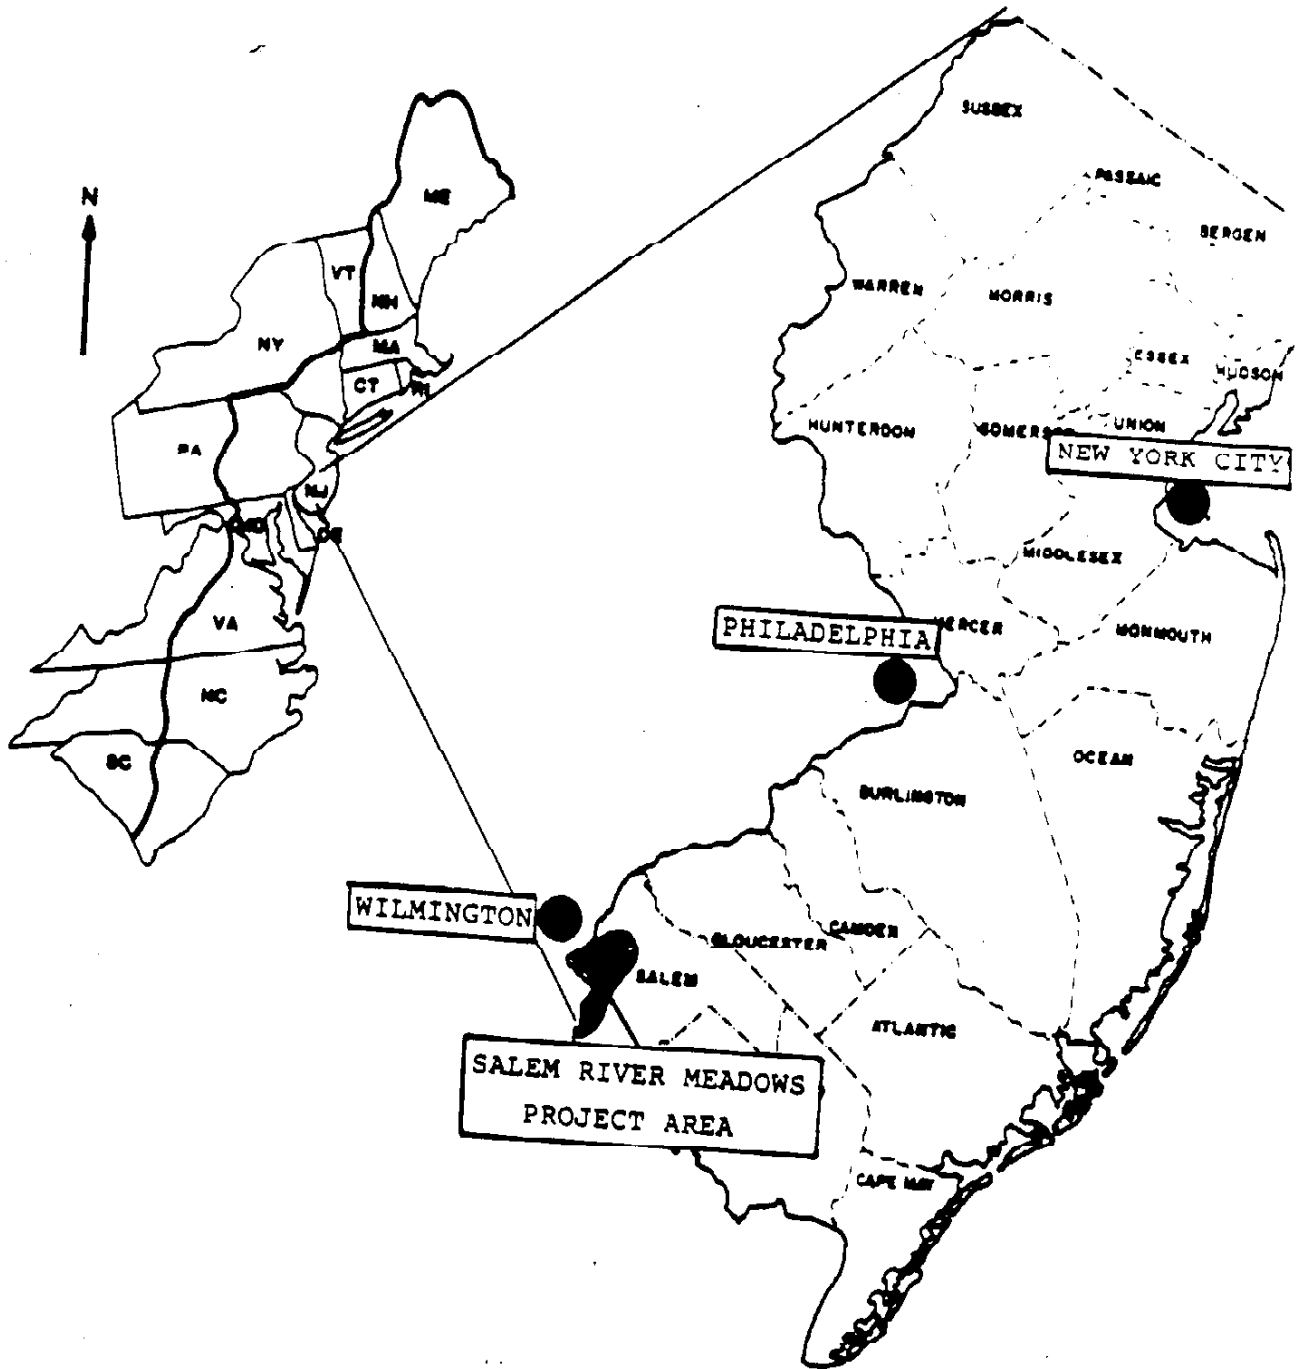 N
ME
VT
NH
NY
MA
CT
RI
PA
NJ
MD
DE
VA
NC
SC
SUSSEX
PASSAIC
BERGEN
WARREN
MORRIS
ESSEX
HUDSON
HUNTERDON
UNION
NEW YORK CITY
MIDDLESEX
PHILADELPHIA
MERCER
MONMOUTH
OCEAN
BURLINGTON
WILMINGTON
CAMDEN
GLOUCESTER
SALEM
ATLANTIC
SALEM RIVER MEADOWS
PROJECT AREA
CAPE MAY